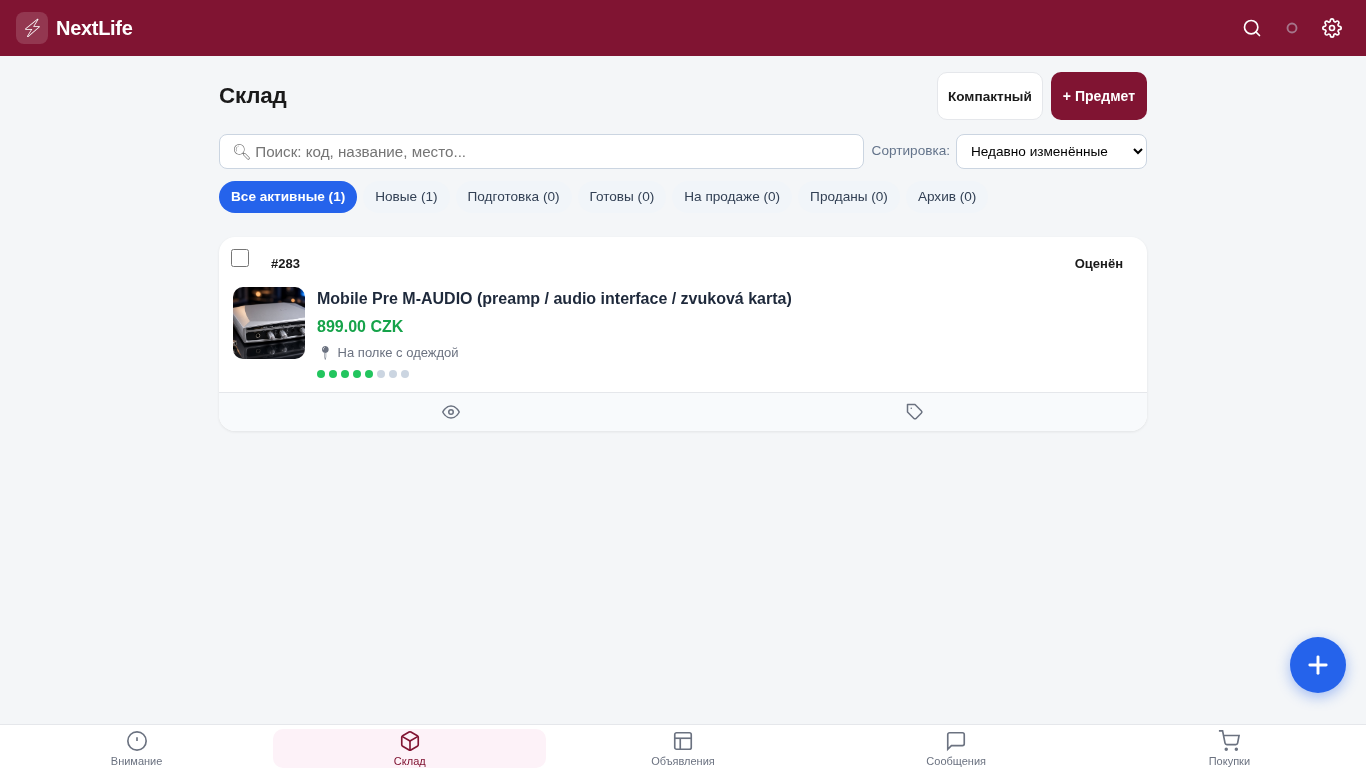 NextLife
Склад
Компактный
+ Предмет
Поиск: код, название, место...
Сортировка:
Недавно изменённые
Все активные (1)
Новые (1)
Подготовка (0)
Готовы (0)
На продаже (0)
Проданы (0)
Архив (0)
#283
Оценён
Mobile Pre M-AUDIO (preamp / audio interface / zvuková karta)
899.00 CZK
На полке с одеждой
Внимание
Склад
Объявления
Сообщения
Покупки